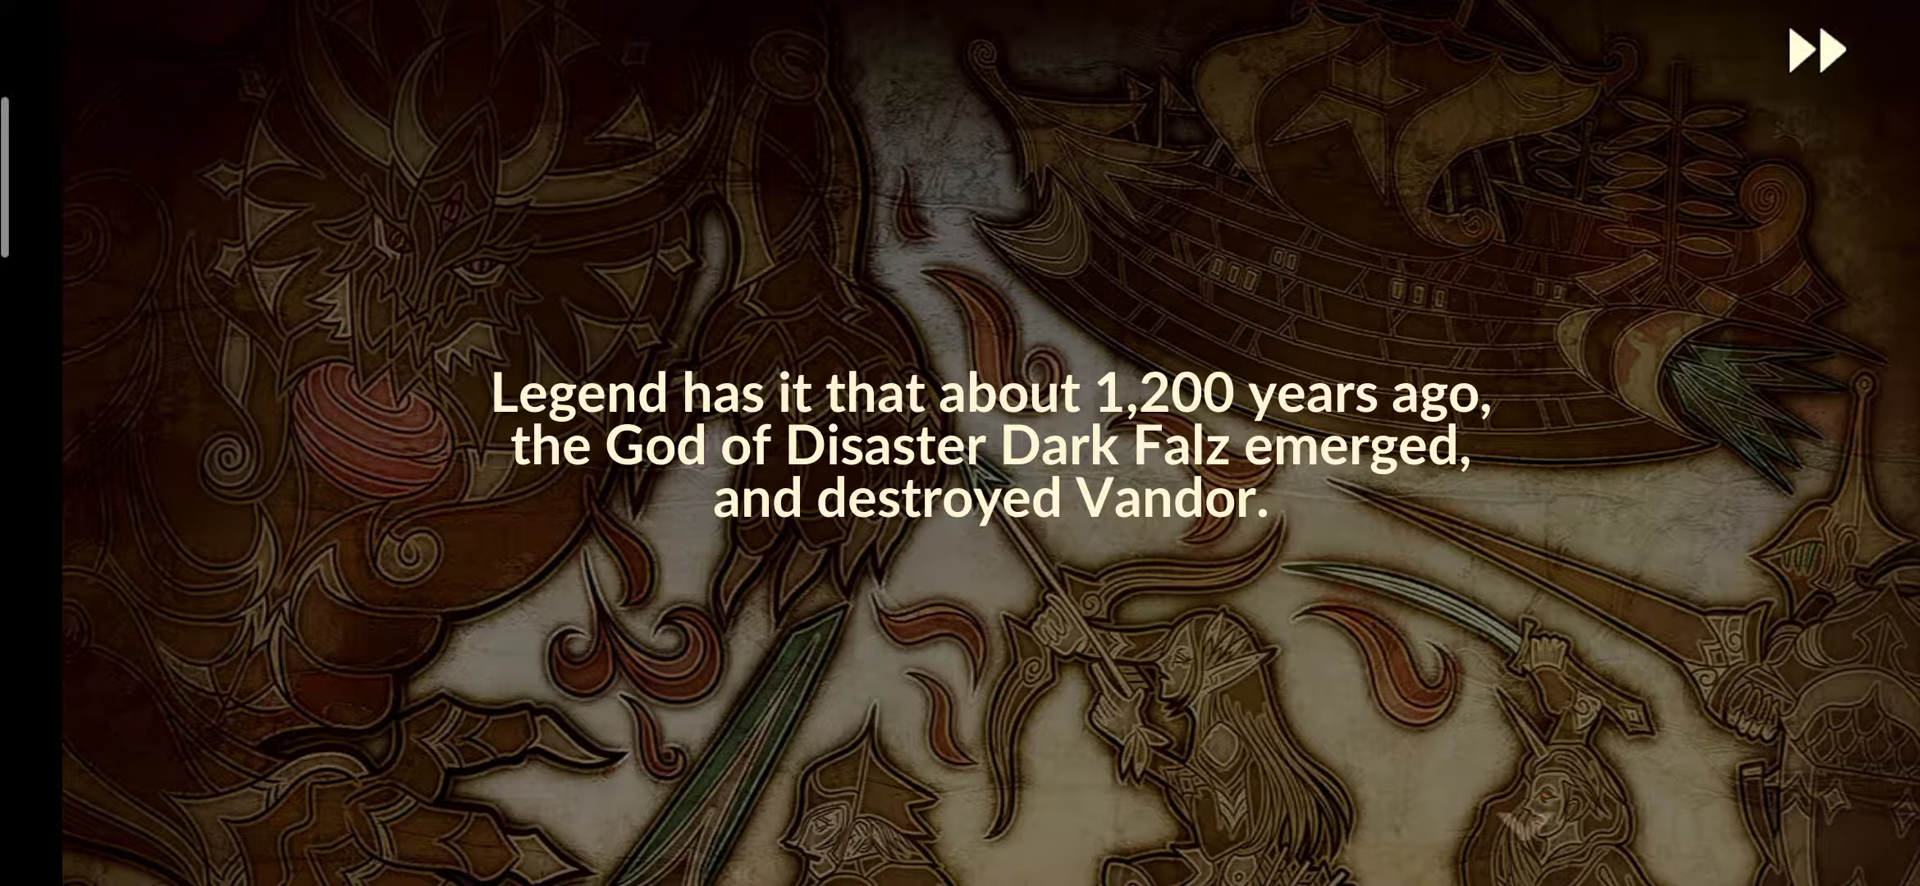 Legend has it that about 1,200 years ago,
the God of Disaster Dark Falz emerged,
and destroyed Vandor.